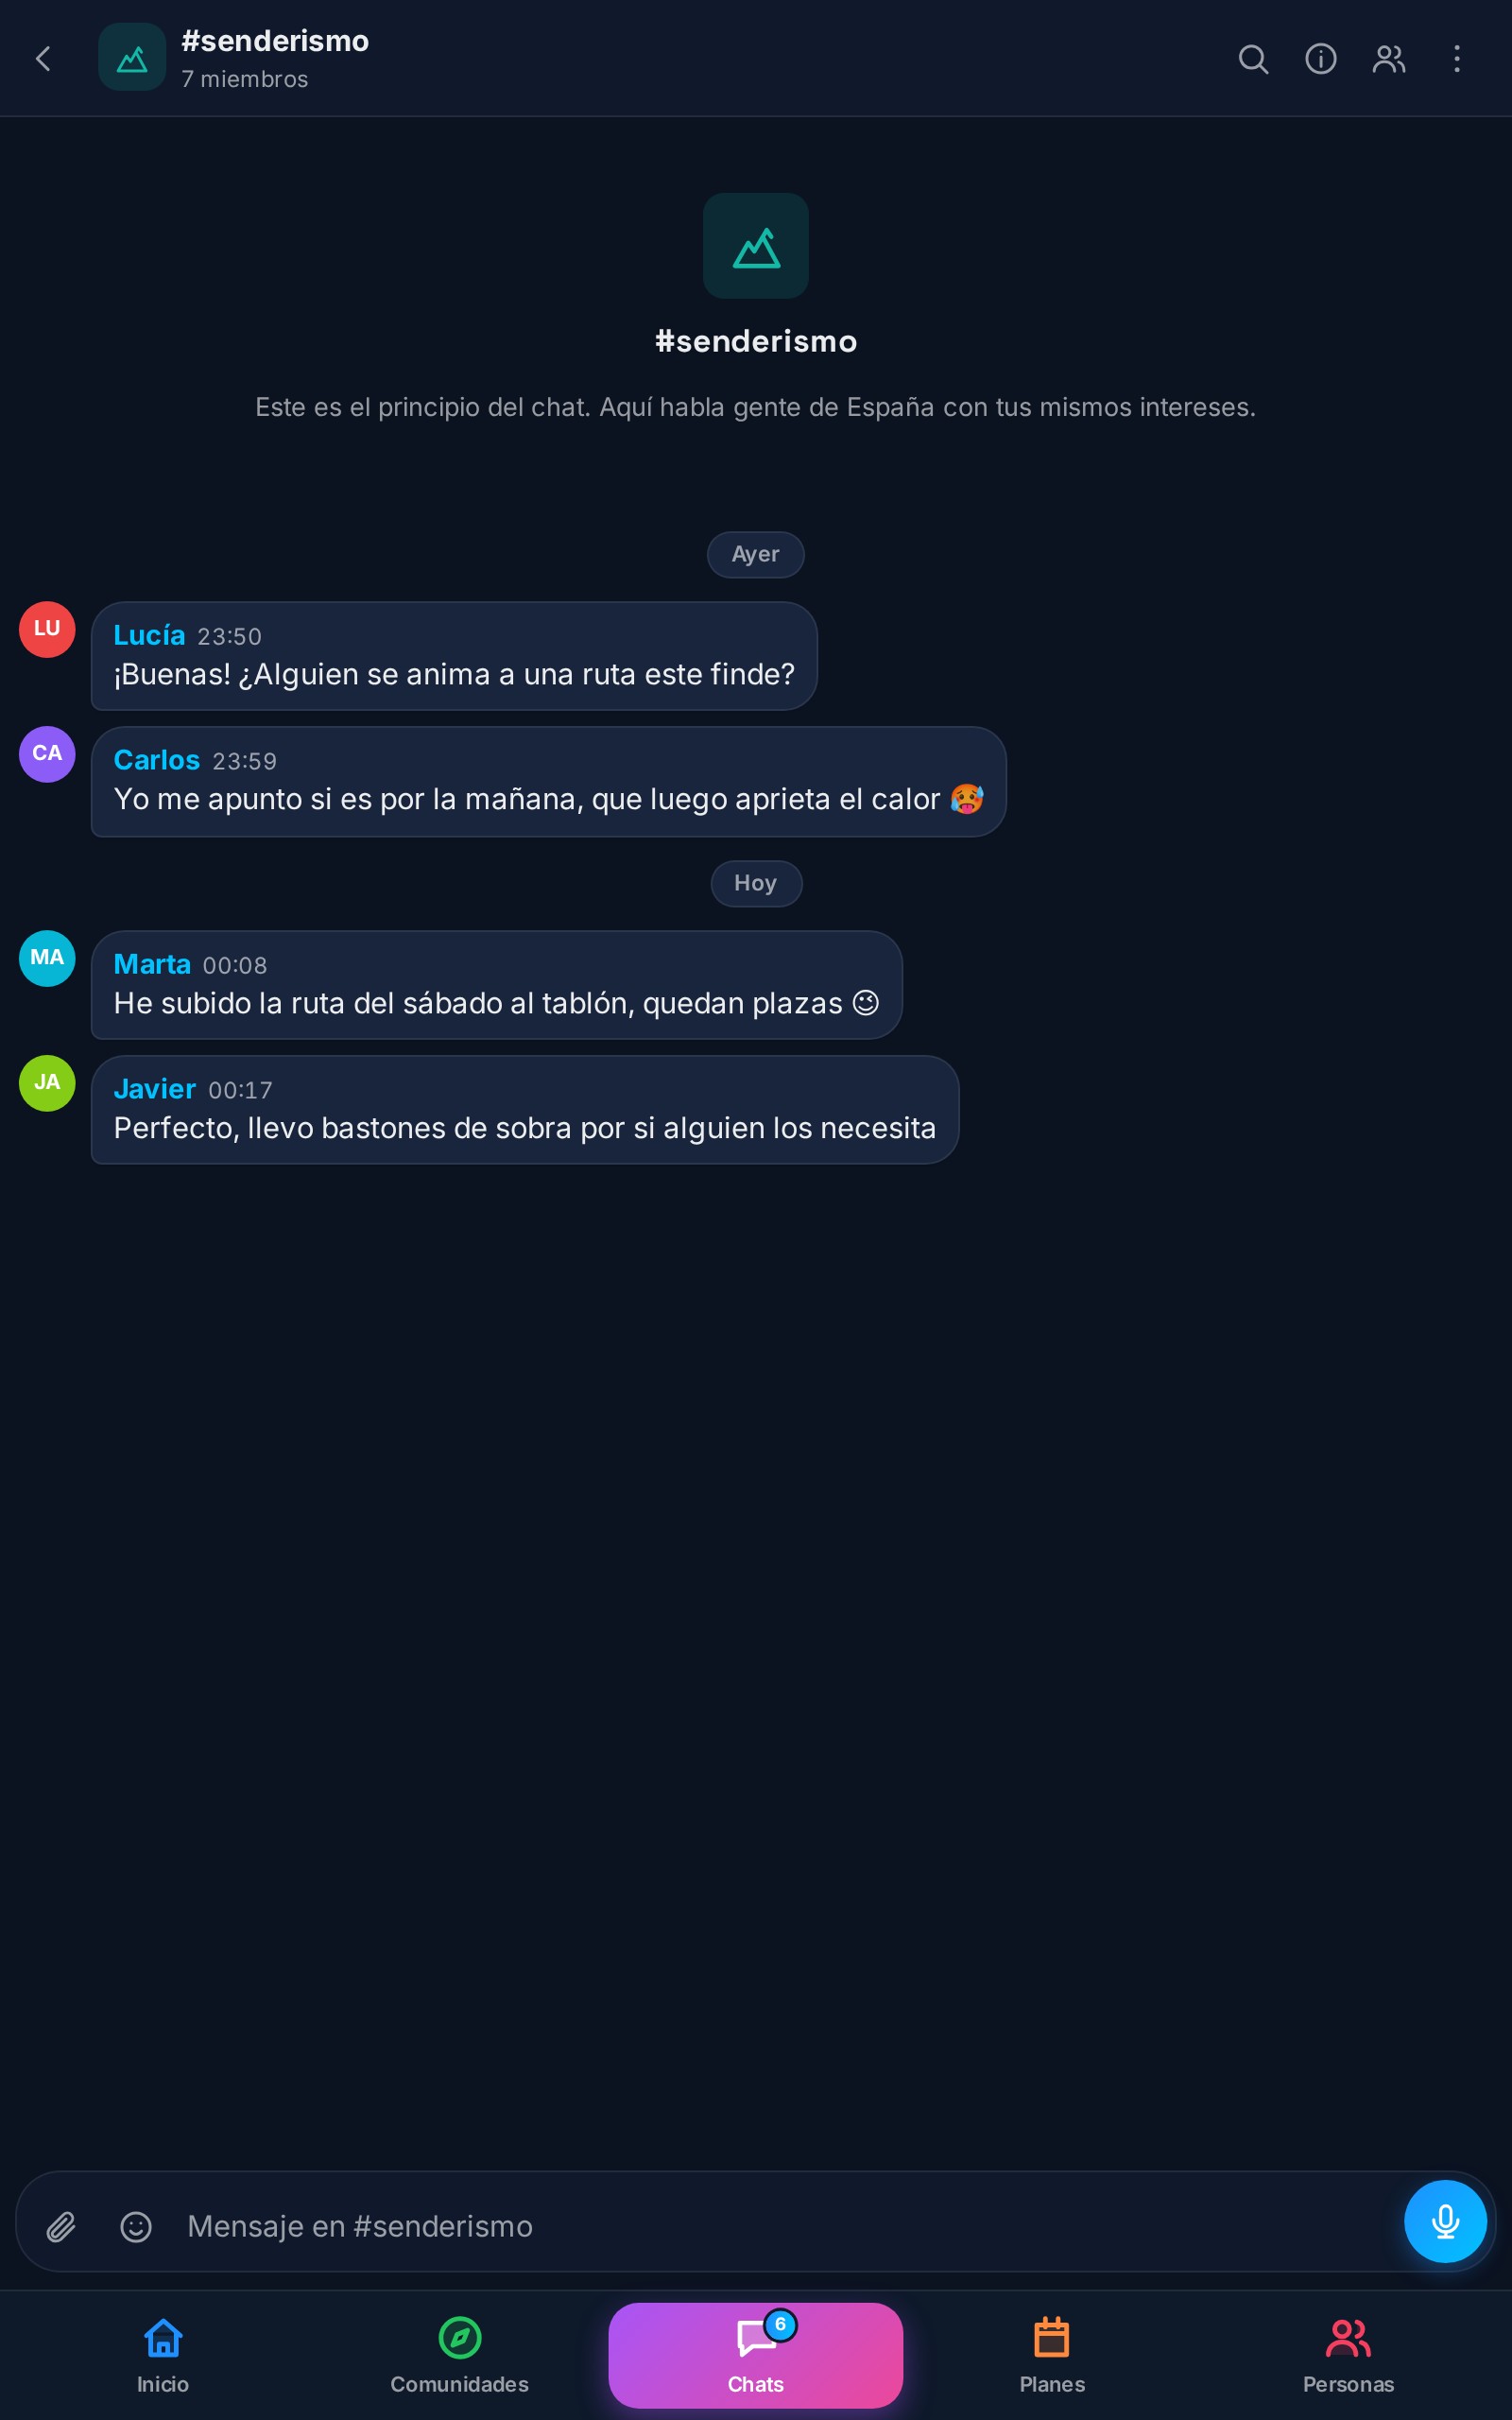 #senderismo
7 miembros
#senderismo
Este es el principio del chat. Aquí habla gente de España con tus mismos intereses.
Ayer
LU
Lucía 23:50
¡Buenas! ¿Alguien se anima a una ruta este finde?
CA
Carlos 23:59
Yo me apunto si es por la mañana, que luego aprieta el calor 🥵
Hoy
MA
Marta 00:08
He subido la ruta del sábado al tablón, quedan plazas 😉
JA
Javier 00:17
Perfecto, llevo bastones de sobra por si alguien los necesita
Mensaje en #senderismo
6
Inicio Comunidades Chats Planes Personas